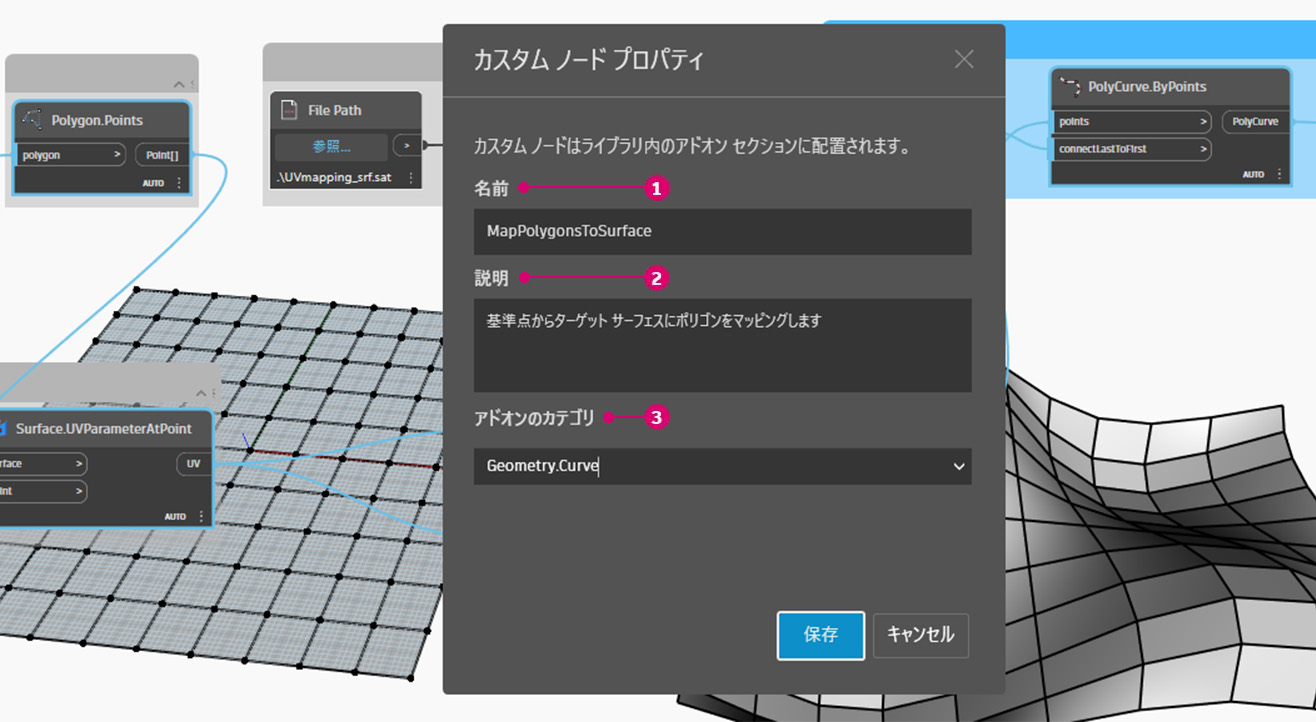 カスタム ノード プロパティ
カスタム ノードはライブラリ内のアドオン セクションに配置されます。
名前
1
MapPolygonsToSurface
説明
2
基準点からターゲット サーフェスにポリゴンをマッピングします
アドオンのカテゴリ
3
Geometry.Curve
保存
キャンセル
Polygon.Points
polygon >
Point[]
AUTO
File Path
参照...
>
.\UVmapping_srf.sat
Surface.UVParameterAtPoint
rface >
UV
int >
AUTO
PolyCurve.ByPoints
points >
PolyCurve
connectLastToFirst >
AUTO